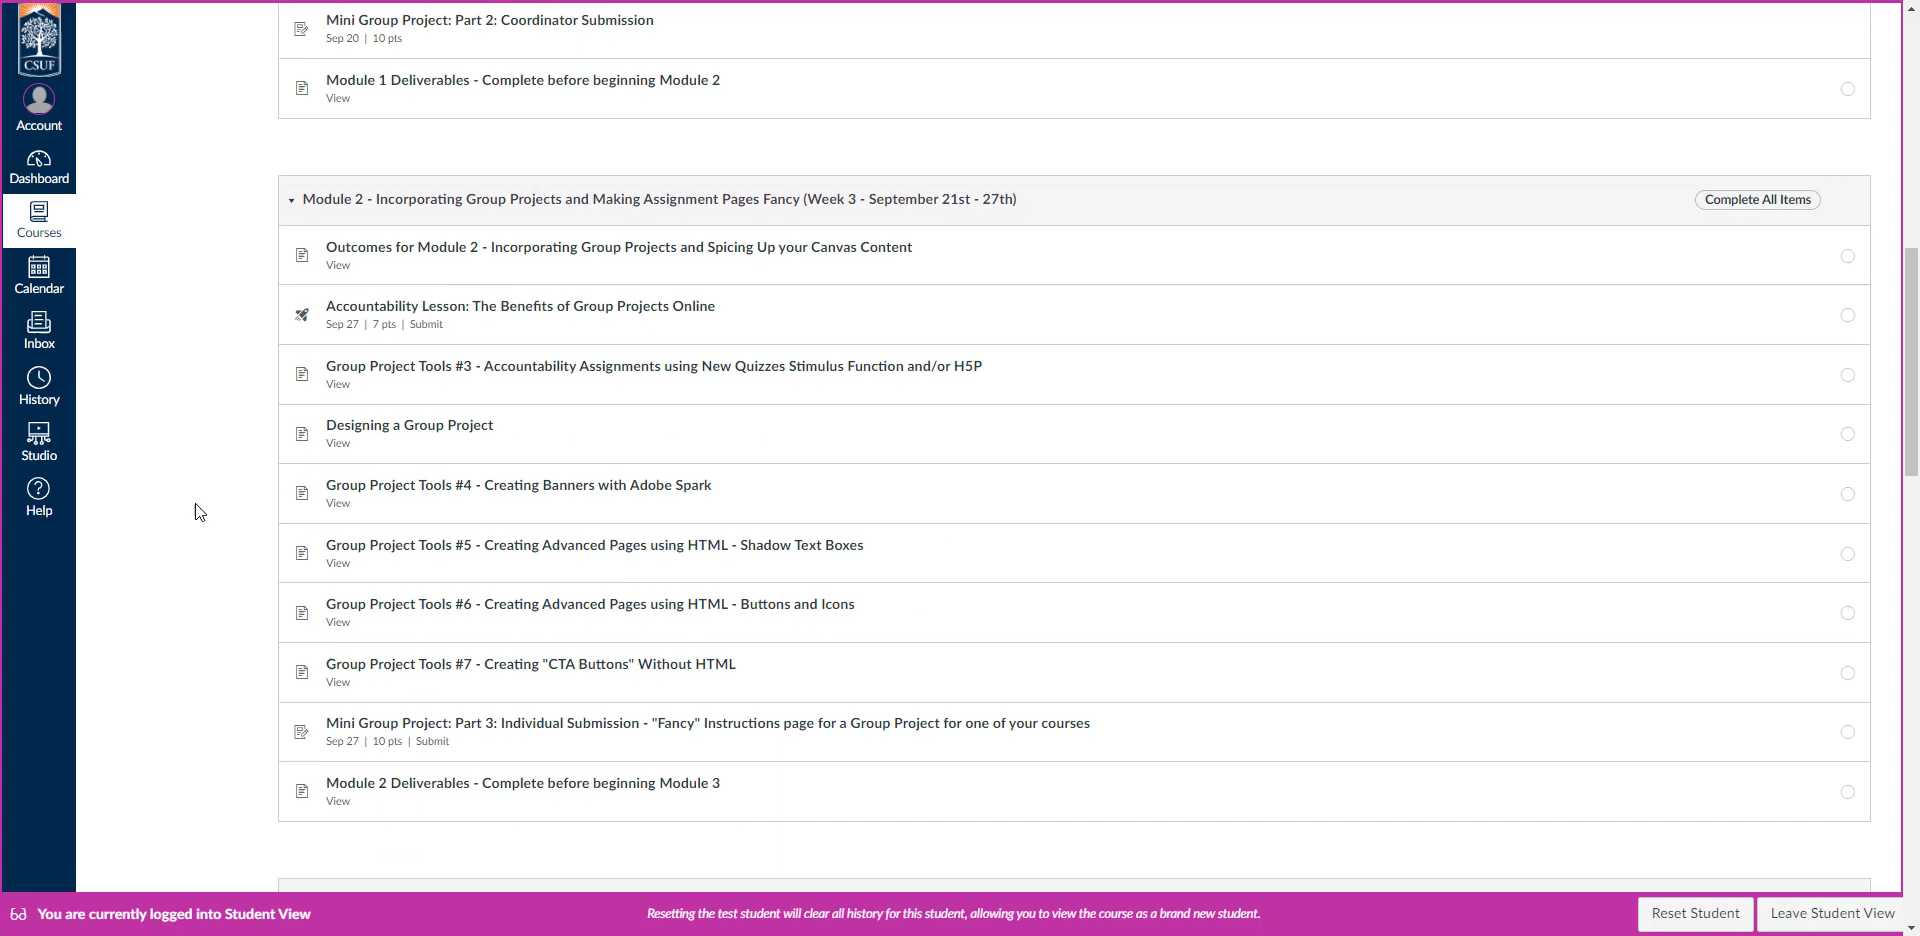 CSUF
Account
Dashboard
Courses
Calendar
Inbox
History
Studio
Help
Mini Group Project: Part 2: Coordinator Submission
Sep 20 | 10 pts
Module 1 Deliverables - Complete before beginning Module 2
View
Module 2 - Incorporating Group Projects and Making Assignment Pages Fancy (Week 3 - September 21st - 27th)
Complete All Items
Outcomes for Module 2 - Incorporating Group Projects and Spicing Up your Canvas Content
View
Accountability Lesson: The Benefits of Group Projects Online
Sep 27 | 7 pts | Submit
Group Project Tools #3 - Accountability Assignments using New Quizzes Stimulus Function and/or H5P
View
Designing a Group Project
View
Group Project Tools #4 - Creating Banners with Adobe Spark
View
Group Project Tools #5 - Creating Advanced Pages using HTML - Shadow Text Boxes
View
Group Project Tools #6 - Creating Advanced Pages using HTML - Buttons and Icons
View
Group Project Tools #7 - Creating "CTA Buttons" Without HTML
View
Mini Group Project: Part 3: Individual Submission - "Fancy" Instructions page for a Group Project for one of your courses
Sep 27 | 10 pts | Submit
Module 2 Deliverables - Complete before beginning Module 3
View
You are currently logged into Student View
Resetting the test student will clear all history for this student, allowing you to view the course as a brand new student.
Reset Student
Leave Student View